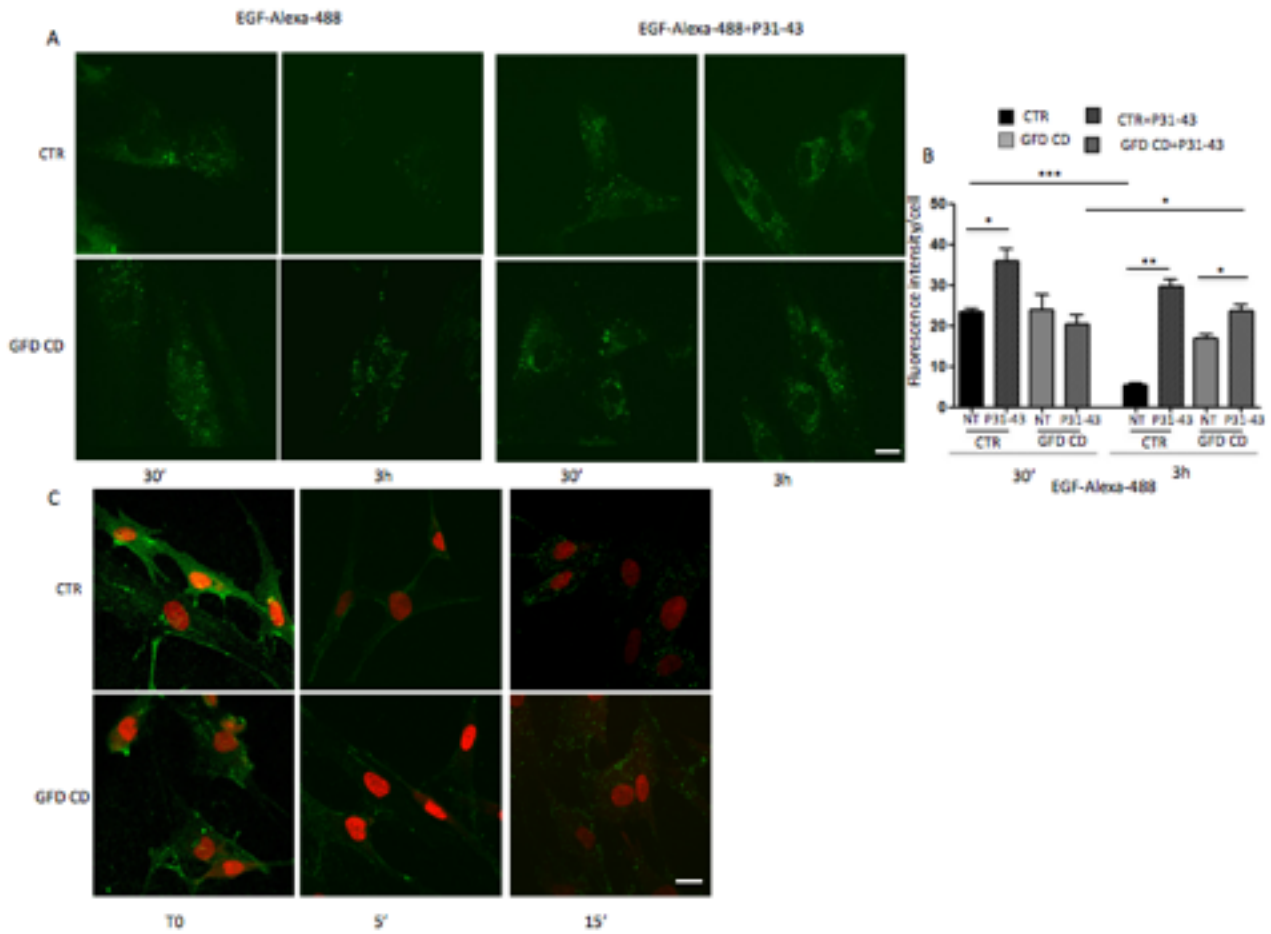 EGF-Alexa-488
EGF-Alexa-488+P31-43
A
CTR
GFD CD
30' 3h 30' 3h
B
CTR CTR+P31-43
GFD CD GFD CD+P31-43
***
*
*
**
*
Fluorescence intensity/cell
50
40
30
20
10
0
NT P31-43 NT P31-43 NT P31-43 NT P31-43
CTR GFD CD CTR GFD CD
30' 3h
EGF-Alexa-488
C
CTR
GFD CD
T0 5' 15'